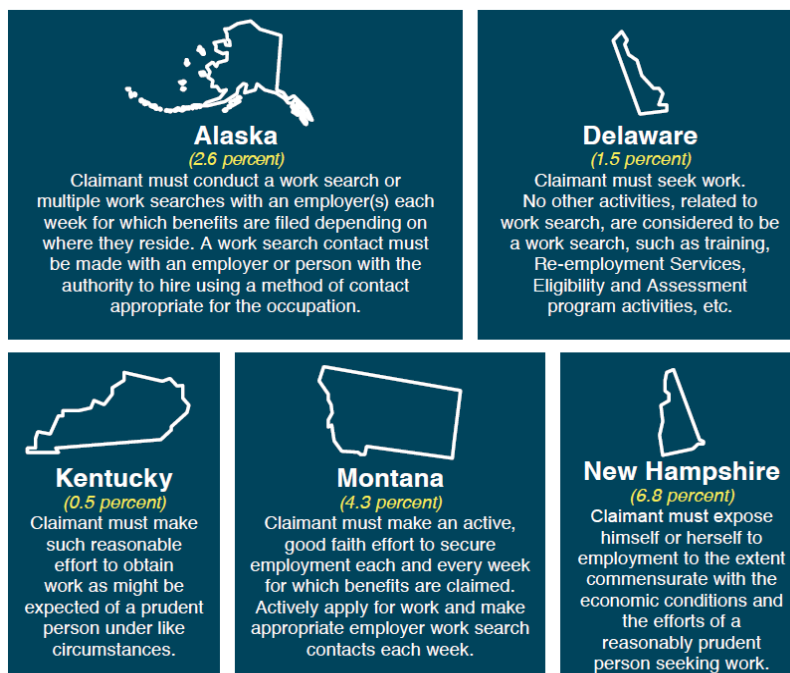 Alaska
(2.6 percent)
Claimant must conduct a work search or
multiple work searches with an employer(s) each
week for which benefits are filed depending on
where they reside. A work search contact must
be made with an employer or person with the
authority to hire using a method of contact
appropriate for the occupation.
Delaware
(1.5 percent)
Claimant must seek work.
No other activities, related to
work search, are considered to be
a work search, such as training,
Re-employment Services,
Eligibility and Assessment
program activities, etc.
Kentucky
(0.5 percent)
Claimant must make
such reasonable
effort to obtain
work as might be
expected of a prudent
person under like
circumstances.
Montana
(4.3 percent)
Claimant must make an active,
good faith effort to secure
employment each and every week
for which benefits are claimed.
Actively apply for work and make
appropriate employer work search
contacts each week.
New Hampshire
(6.8 percent)
Claimant must expose
himself or herself to
employment to the extent
commensurate with the
economic conditions and
the efforts of a
reasonably prudent
person seeking work.